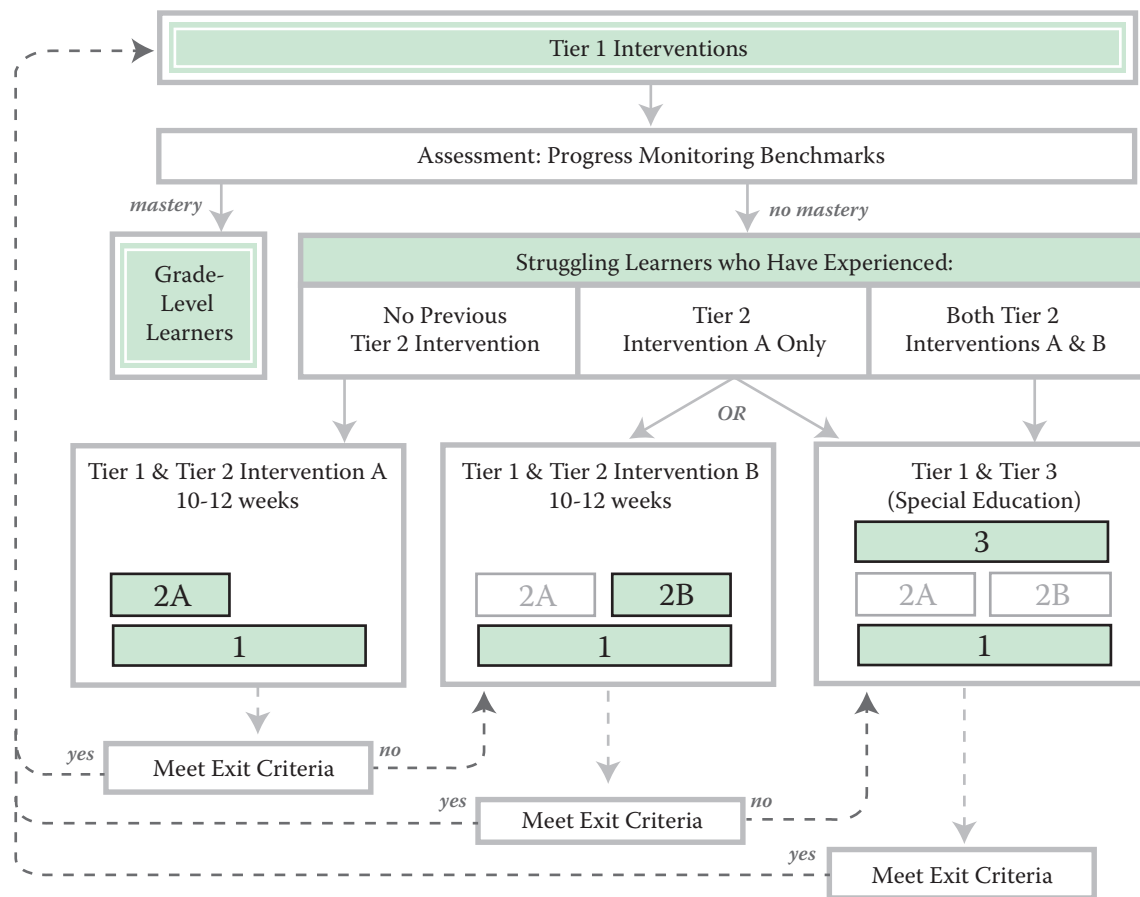 Tier 1 Interventions
Assessment: Progress Monitoring Benchmarks
mastery
no mastery
Grade-
Level
Learners
Struggling Learners who Have Experienced:
No Previous
Tier 2 Intervention
Tier 2
Intervention A Only
Both Tier 2
Interventions A & B
OR
Tier 1 & Tier 2 Intervention A
10-12 weeks
2A
1
Tier 1 & Tier 2 Intervention B
10-12 weeks
2A
2B
1
Tier 1 & Tier 3
(Special Education)
3
2A
2B
1
yes
Meet Exit Criteria
no
yes
Meet Exit Criteria
no
yes
Meet Exit Criteria